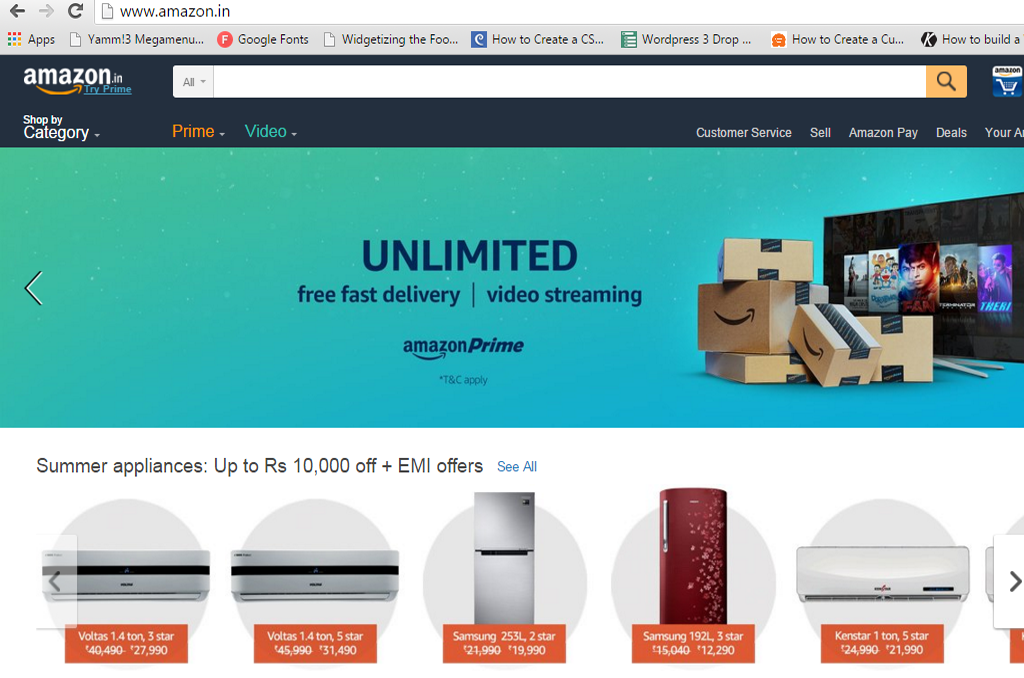 www.amazon.in
Apps Yamm!3 Megamenu... Google Fonts Widgetizing the Foo... How to Create a CS... Wordpress 3 Drop ... How to Create a Cu... How to build a
amazon.in
Try Prime
All
amazon
Shop by
Category
Prime Video
Customer Service Sell Amazon Pay Deals Your A
UNLIMITED
free fast delivery | video streaming
amazonPrime
*T&C apply
FAN
TERMINATOR
THERI
Summer appliances: Up to Rs 10,000 off + EMI offers See All
Voltas 1.4 ton, 3 star
₹40,490 ₹27,990
Voltas 1.4 ton, 5 star
₹45,990 ₹31,490
Samsung 253L, 2 star
₹21,990 ₹19,990
Samsung 192L, 3 star
₹15,040 ₹12,290
Kenstar 1 ton, 5 star
₹24,990 ₹21,990